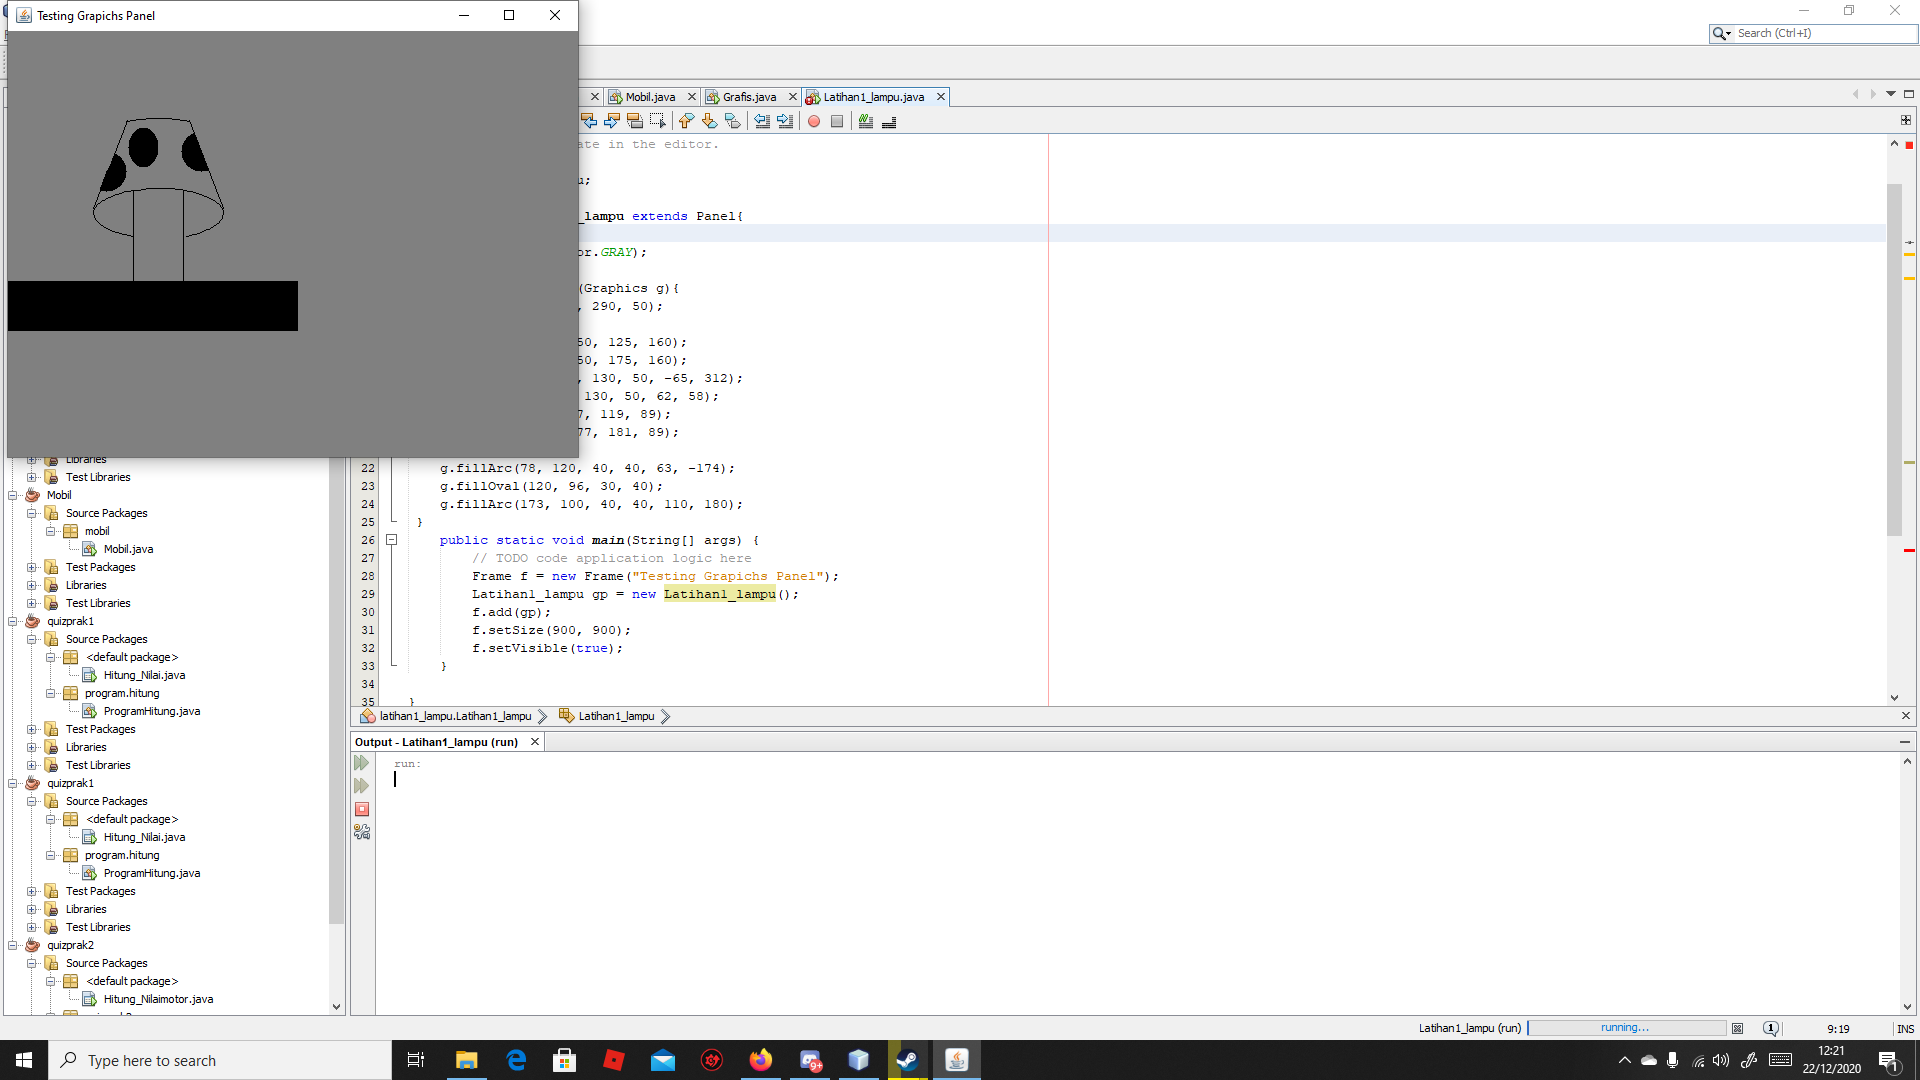 Testing Grapichs Panel
Search (Ctrl+I)
Mobil.java
Grafis.java
Latihan1_lampu.java
ate in the editor.
u;
_lampu extends Panel{
or.GRAY);
(Graphics g){
, 290, 50);
50, 125, 160);
50, 175, 160);
, 130, 50, -65, 312);
130, 50, 62, 58);
7, 119, 89);
77, 181, 89);
22 g.fillArc(78, 120, 40, 40, 63, -174);
23 g.fillOval(120, 96, 30, 40);
24 g.fillArc(173, 100, 40, 40, 110, 180);
25 }
26 public static void main(String[] args) {
27 // TODO code application logic here
28 Frame f = new Frame("Testing Grapichs Panel");
29 Latihan1_lampu gp = new Latihan1_lampu();
30 f.add(gp);
31 f.setSize(900, 900);
32 f.setVisible(true);
33 }
34
35 }
Libraries
Test Libraries
Mobil
Source Packages
mobil
Mobil.java
Test Packages
Libraries
Test Libraries
quizprak1
Source Packages
<default package>
Hitung_Nilai.java
program.hitung
ProgramHitung.java
Test Packages
Libraries
Test Libraries
quizprak1
Source Packages
<default package>
Hitung_Nilai.java
program.hitung
ProgramHitung.java
Test Packages
Libraries
Test Libraries
quizprak2
Source Packages
<default package>
Hitung_Nilaimotor.java
latihan1_lampu.Latihan1_lampu
Latihan1_lampu
Output - Latihan1_lampu (run)
run:
Latihan1_lampu (run)
running...
1
9:19
INS
Type here to search
9+
12:21
22/12/2020
1